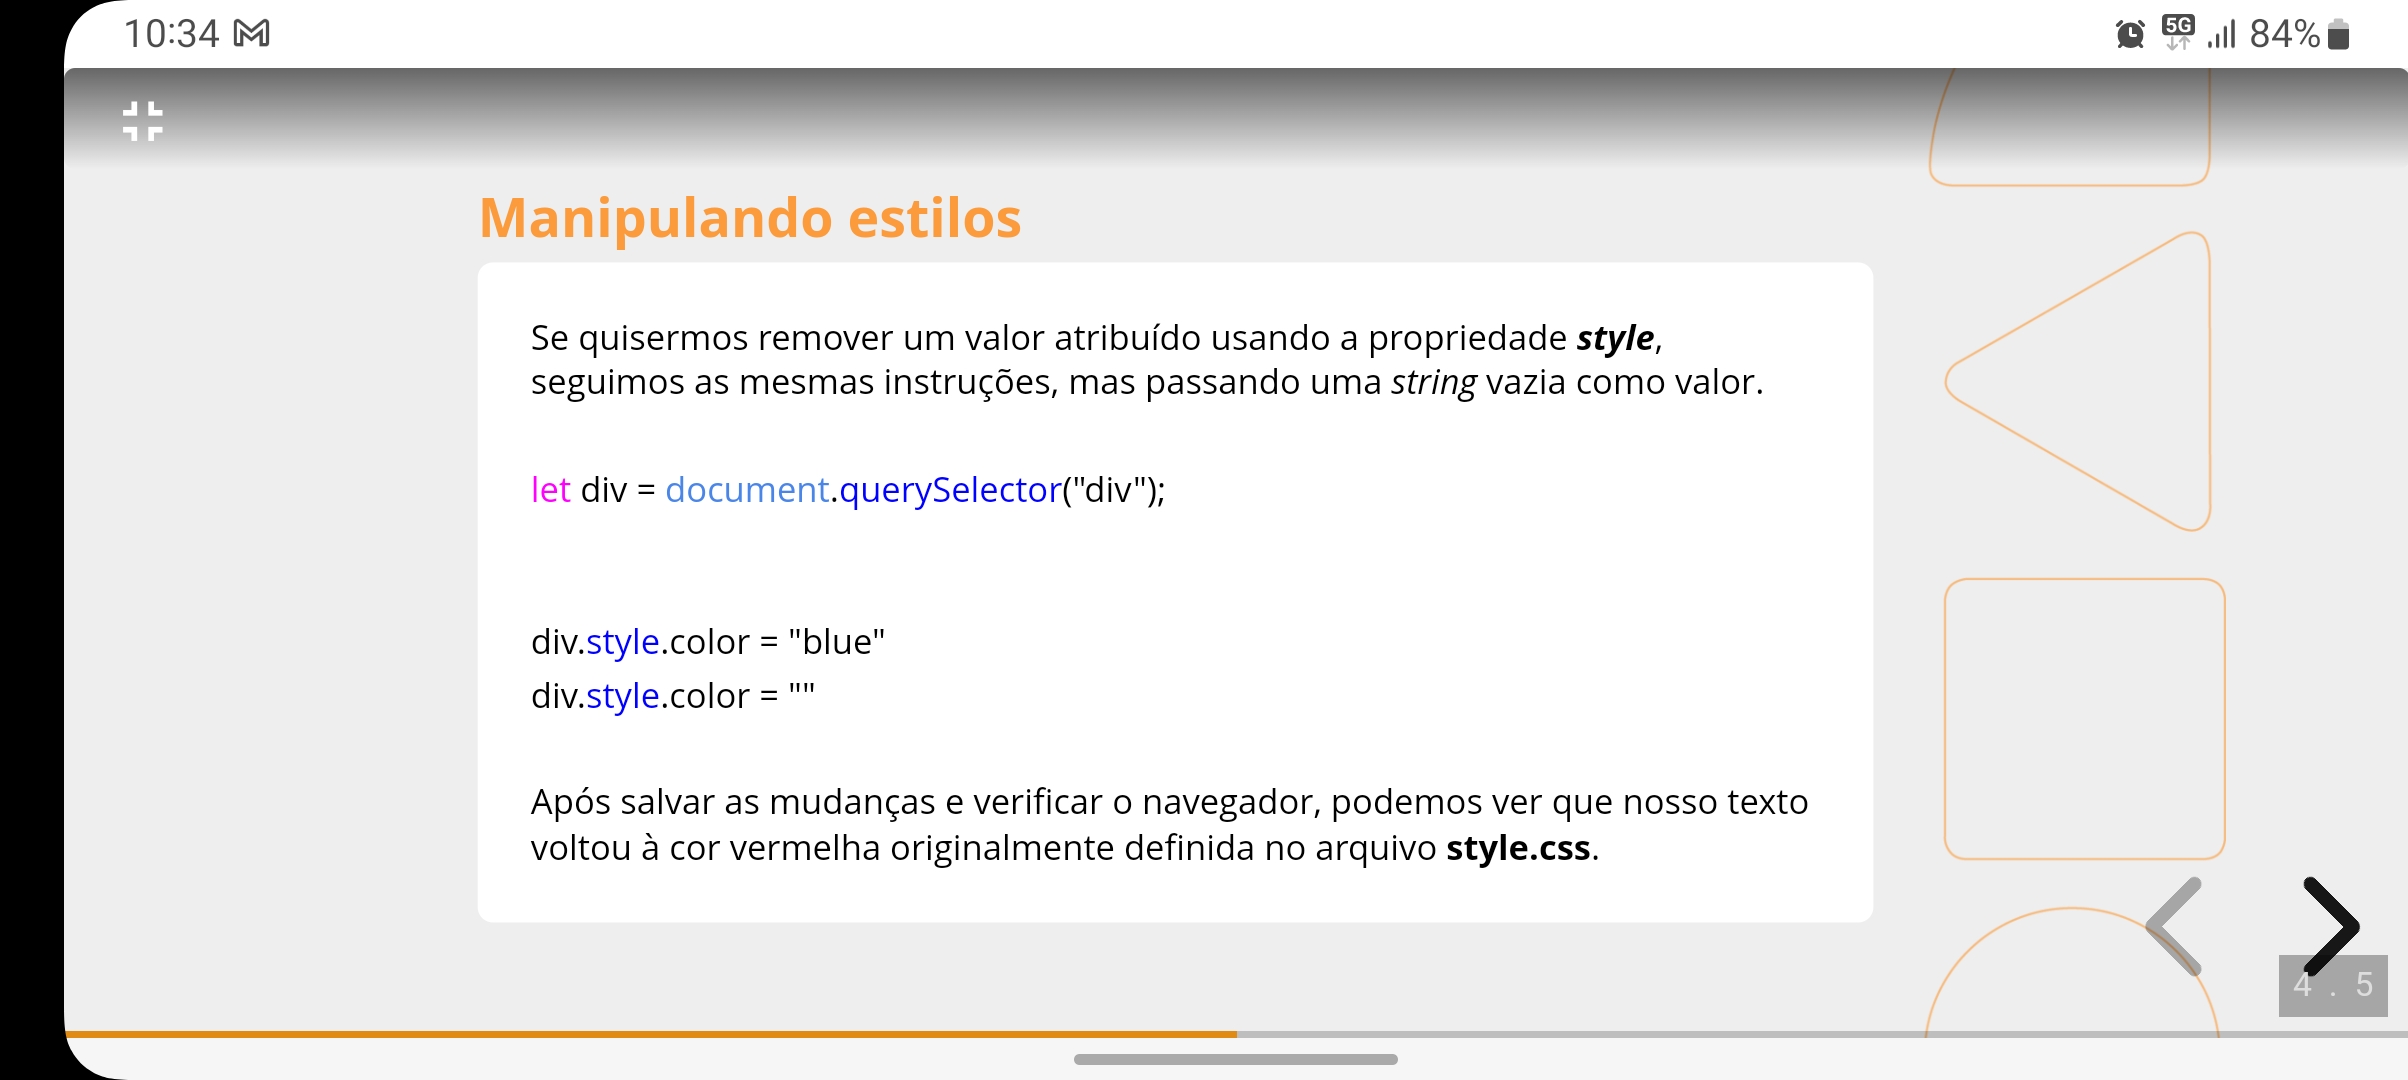 10:34
5G
84%
Manipulando estilos
Se quisermos remover um valor atribuído usando a propriedade style,
seguimos as mesmas instruções, mas passando uma string vazia como valor.
let div = document.querySelector("div");
div.style.color = "blue"
div.style.color = ""
Após salvar as mudanças e verificar o navegador, podemos ver que nosso texto
voltou à cor vermelha originalmente definida no arquivo style.css.
4 . 5